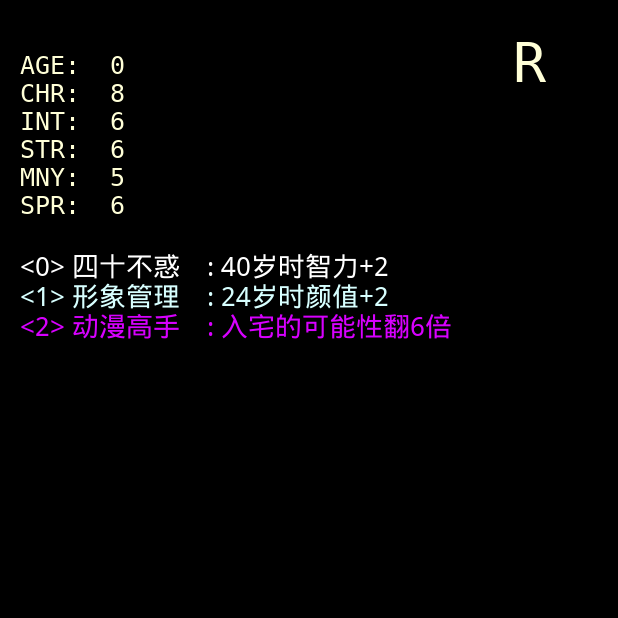 R
AGE: 0
CHR: 8
INT: 6
STR: 6
MNY: 5
SPR: 6
<0> 四十不惑 : 40岁时智力+2
<1> 形象管理 : 24岁时颜值+2
<2> 动漫高手 : 入宅的可能性翻6倍